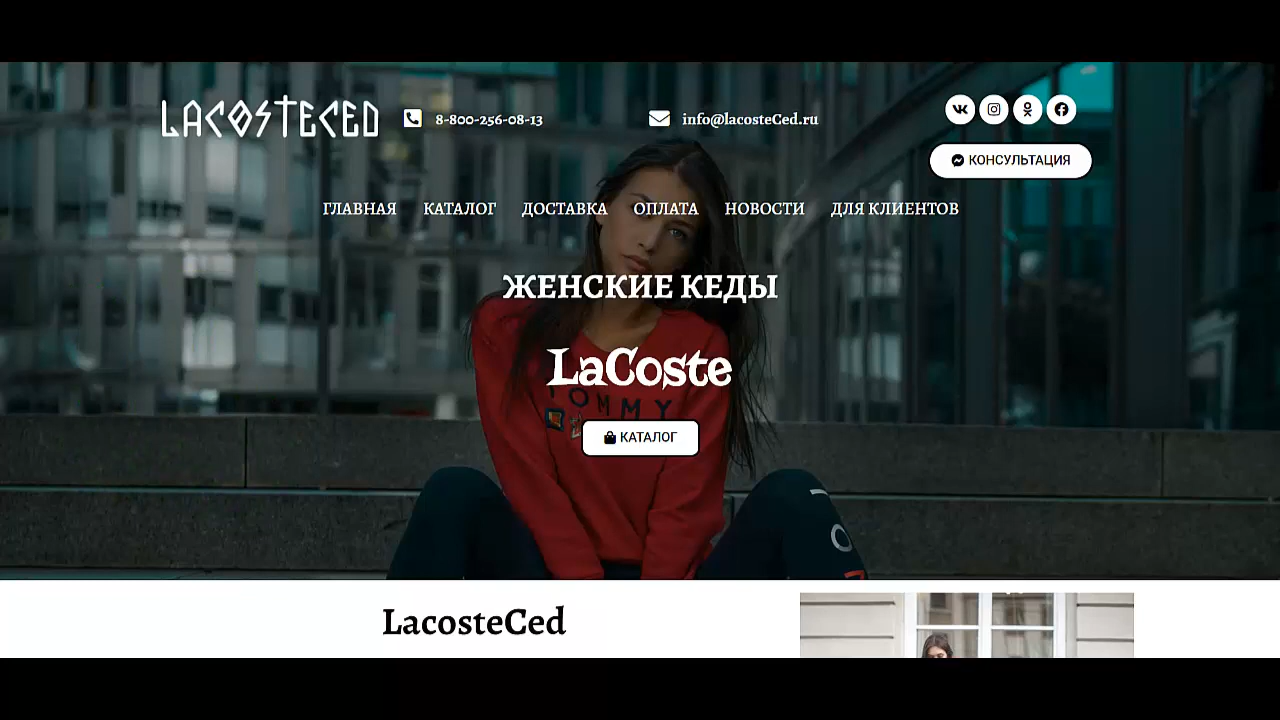 LACOSTECED
8-800-256-08-13
info@lacosteCed.ru
КОНСУЛЬТАЦИЯ
ГЛАВНАЯ КАТАЛОГ ДОСТАВКА ОПЛАТА НОВОСТИ ДЛЯ КЛИЕНТОВ
ЖЕНСКИЕ КЕДЫ
LaCoste
TOMMY
КАТАЛОГ
LacosteCed